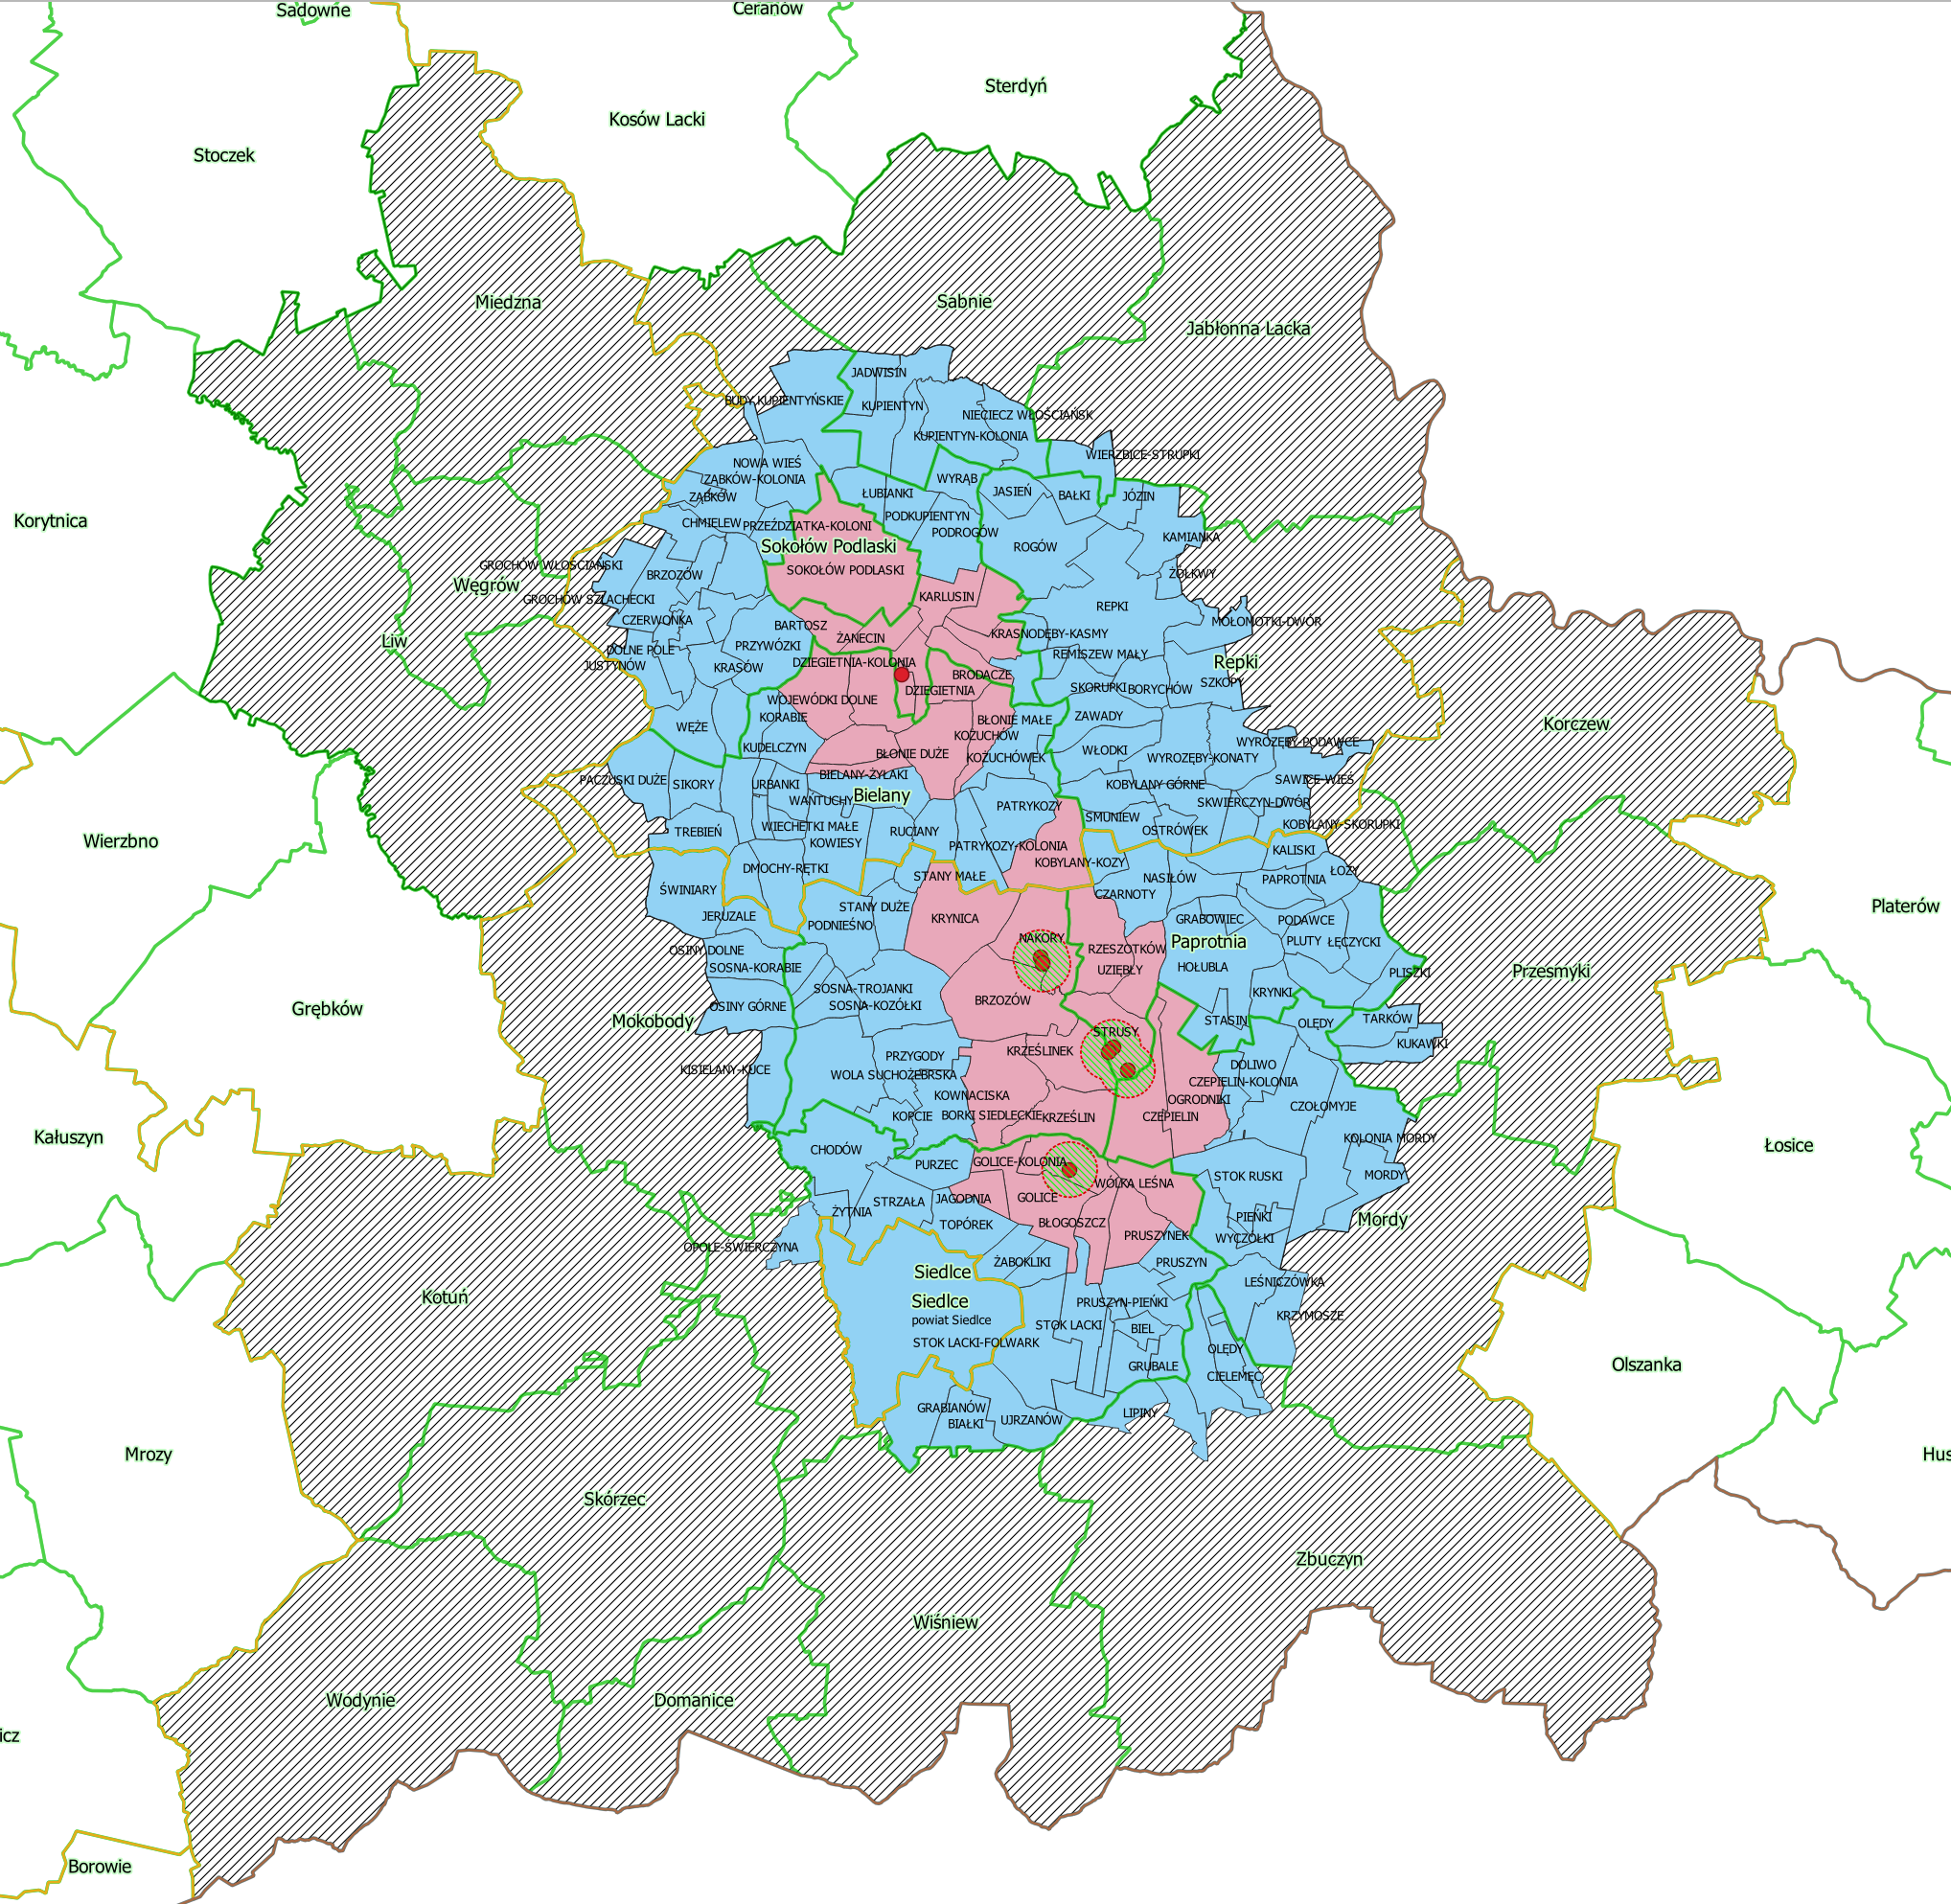 Sadowne
Ceranów
Sterdyń
Kosów Lacki
Stoczek
Miedzna
Sabnie
Jabłonna Lacka
JADWISIN
BUDY KUPIENTYŃSKIE
KUPIENTYN
NIECIECZ WŁOŚCIAŃSK
KUPIENTYN-KOLONIA
WIERZBICE-STRUPKI
NOWA WIEŚ
ZĄBKÓW-KOLONIA
WYRĄB
ZĄBKÓW
ŁUBIANKI
JASIEŃ
BAŁKI
JÓZIN
Korytnica
CHMIELEW
PRZEŹDZIATKA-KOLONI
PODKUPIENTYN
PODROGÓW
KAMIANKA
Sokołów Podlaski
ROGÓW
GROCHÓW WŁOŚCIAŃSKI
SOKOŁÓW PODLASKI
BRZOZÓW
ŻÓŁKWY
Węgrów
GROCHÓW SZLACHECKI
KARLUSIN
REPKI
CZERWONKA
BARTOSZ
MOŁOMOTKI-DWÓR
Liw
ŻANECIN
KRASNODĘBY-KASMY
DOLNE POLE
PRZYWÓZKI
REMISZEW MAŁY
JUSTYNÓW
KRASÓW
DZIEGIETNIA-KOLONIA
Repki
BRODACZE
SZKOPY
DZIEGIETNIA
SKORUPKI
BORYCHÓW
WOJEWÓDKI DOLNE
KORABIE
BŁONIE MAŁE
ZAWADY
Korczew
WĘŻE
KOŻUCHÓW
WYROZĘBY-PODAWCE
KUDELCZYN
BŁONIE DUŻE
KOŻUCHÓWEK
WŁODKI
WYROZĘBY-KONATY
PACZUSKI DUŻE
SIKORY
URBANKI
BIELANY-ŻYŁAKI
KOBYLANY GÓRNE
SAWICE-WIEŚ
Bielany
WAŃTUCHY
PATRYKOZY
SKWIERCZYN-DWÓR
SMUNIEW
KOBYLANY-SKORUPKI
TREBIEŃ
WIECHETKI MAŁE
RUCIANY
OSTRÓWEK
Wierzbno
KOWIESY
PATRYKOZY-KOLONIA
KALISKI
KOBYLANY-KOZY
DMOCHY-RĘTKI
STANY MAŁE
NASIŁÓW
PAPROTNIA
ŁOZY
ŚWINIARY
CZARNOTY
STANY DUŻE
Platerów
JERUZALE
PODNIEŚNO
KRYNICA
GRABOWIEC
PODAWCE
NAKORY
Paprotnia
PLUTY
ŁĘCZYCKI
OSINY DOLNE
RZESZOTKÓW
SOSNA-KORABIE
UZIĘBŁY
HOŁUBLA
PLISZKI
Przesmyki
SOSNA-TROJANKI
KRYNKI
OSINY GÓRNE
SOSNA-KOZÓŁKI
BRZOZÓW
Grębków
Mokobody
STASIN
OLĘDY
TARKÓW
STRUSY
KUKAWKI
PRZYGODY
KRZEŚLINEK
KISIELANY-KUCE
WOLA SUCHOŻEBRSKA
DOLIWO
CZEPIELIN-KOLONIA
KOWNACISKA
OGRODNIKI
CZOŁOMYJE
KOPCIE
BORKI SIEDLECKIE
KRZEŚLIN
CZEPIELIN
Kałuszyn
KOLONIA MORDY
Łosice
CHODÓW
PURZEC
GOLICE-KOLONIA
STOK RUSKI
MORDY
WÓLKA LEŚNA
STRZAŁA
JAGODNIA
GOLICE
ŻYTNIA
PIEŃKI
Mordy
TOPÓREK
BŁOGOSZCZ
PRUSZYNEK
WYCZÓŁKI
OPOLE-ŚWIERCZYNA
ŻABOKLIKI
PRUSZYN
Siedlce
LEŚNICZÓWKA
Kotuń
Siedlce
PRUSZYN-PIEŃKI
powiat Siedlce
STOK LACKI
BIEL
KRZYMOSZE
STOK LACKI-FOLWARK
OLĘDY
Olszanka
GRUBALE
CIELEMĘC
GRABIANÓW
LIPINY
BIAŁKI
UJRZANÓW
Mrozy
Hus
Skórzec
Zbuczyn
Wiśniew
Wodynie
Domanice
icz
Borowie